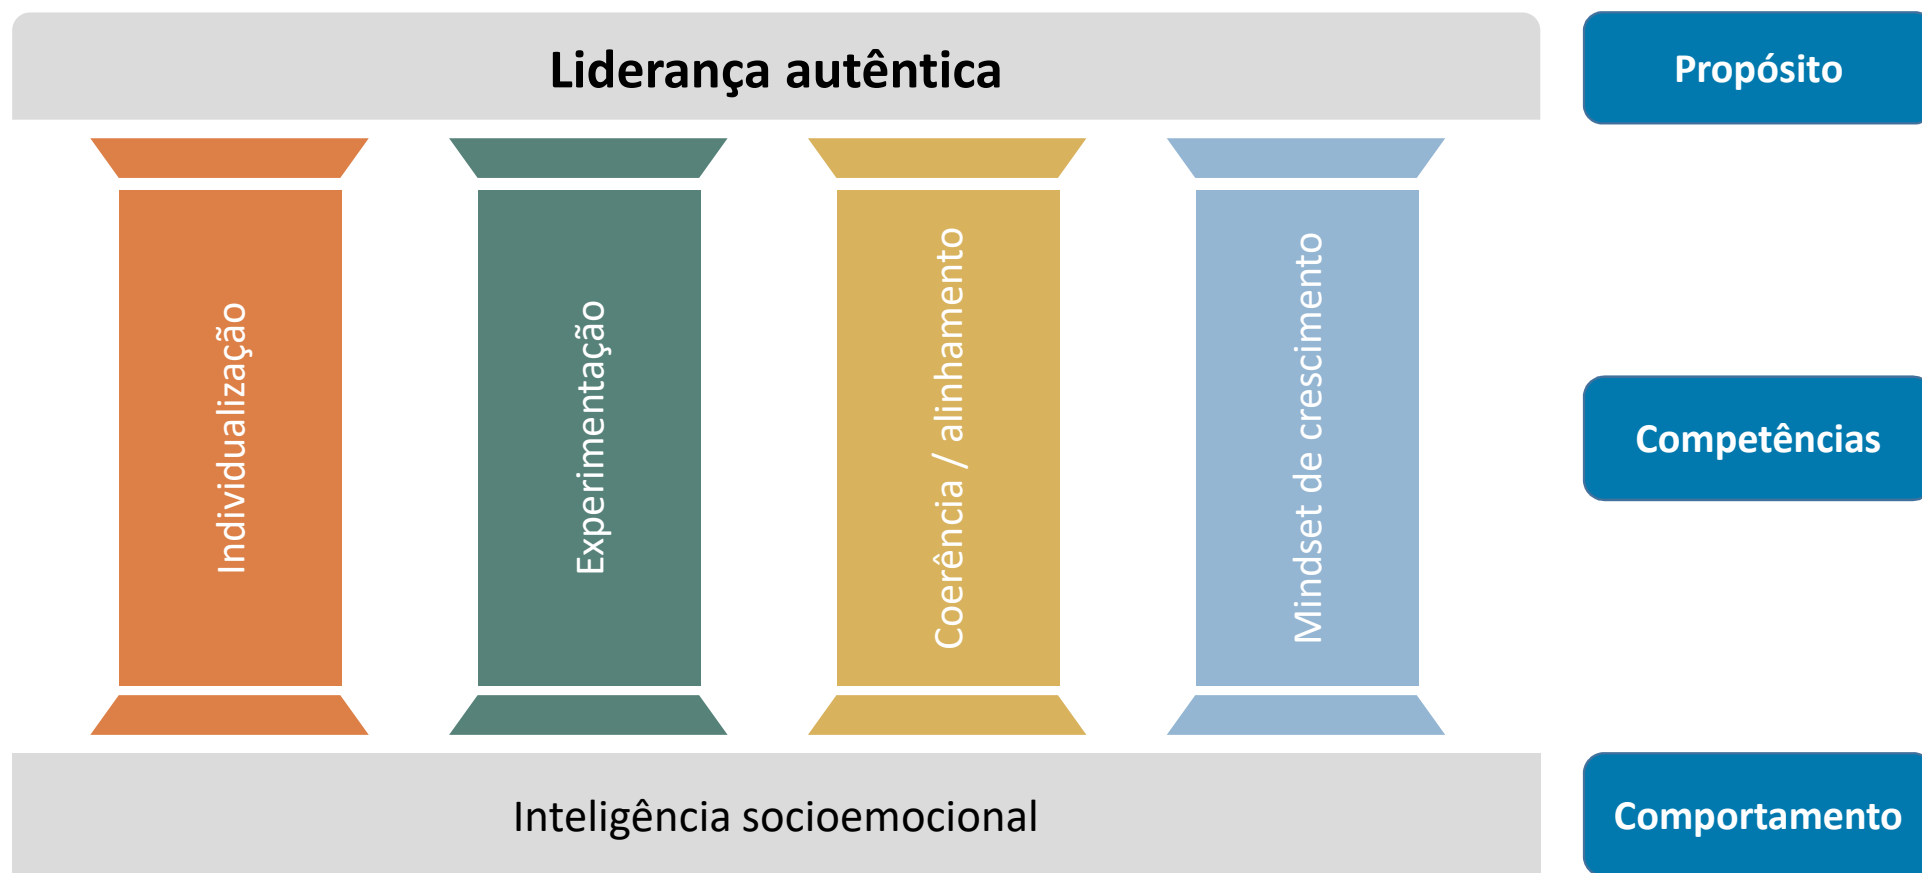 Liderança autêntica
Propósito
Individualização
Experimentação
Coerência / alinhamento
Mindset de crescimento
Competências
Inteligência socioemocional
Comportamento